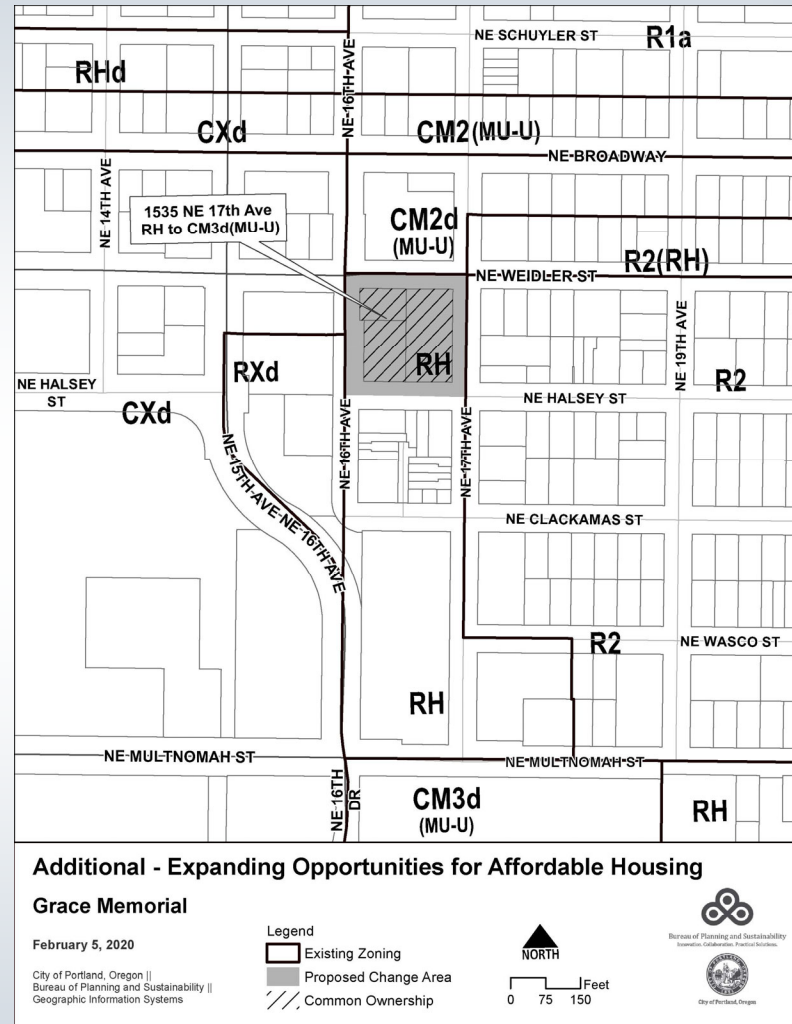 NE SCHUYLER ST
R1a
RHd
NE 16TH AVE
CXd
CM2 (MU-U)
NE BROADWAY
NE 14TH AVE
1535 NE 17th Ave
RH to CM3d(MU-U)
CM2d
(MU-U)
R2(RH)
NE WEIDLER ST
NE 19TH AVE
RH
RXd
R2
NE HALSEY
ST
CXd
NE HALSEY ST
NE 16TH AVE
NE 17TH AVE
NE 15TH AVE-NE 16TH AVE
NE CLACKAMAS ST
R2
NE WASCO ST
RH
NE MULTNOMAH ST
NE MULTNOMAH ST
NE 16TH
DR
CM3d
(MU-U)
RH
Additional - Expanding Opportunities for Affordable Housing
Grace Memorial
February 5, 2020
City of Portland, Oregon ||
Bureau of Planning and Sustainability ||
Geographic Information Systems
Legend
Existing Zoning
Proposed Change Area
Common Ownership
NORTH
Feet
0 75 150
Bureau of Planning and Sustainability
Innovation. Collaboration. Practical Solutions.
City of Portland, Oregon